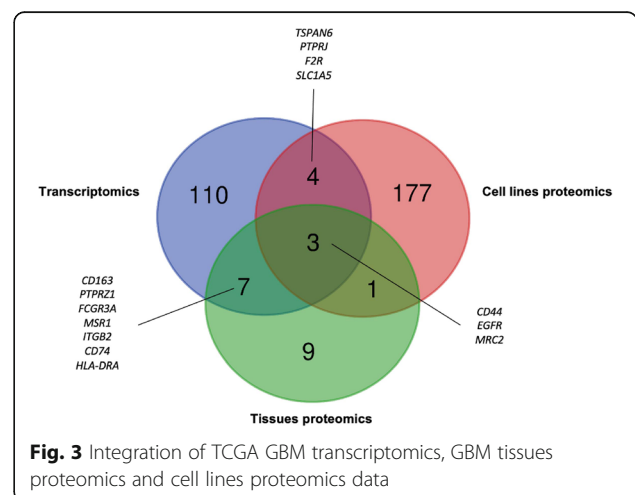 TSPAN6
PTPRJ
F2R
SLC1A5
Transcriptomics
110
4
177
Cell lines proteomics
3
7
1
CD163
PTPRZ1
FCGR3A
MSR1
ITGB2
CD74
HLA-DRA
CD44
EGFR
MRC2
9
Tissues proteomics
Fig. 3 Integration of TCGA GBM transcriptomics, GBM tissues
proteomics and cell lines proteomics data